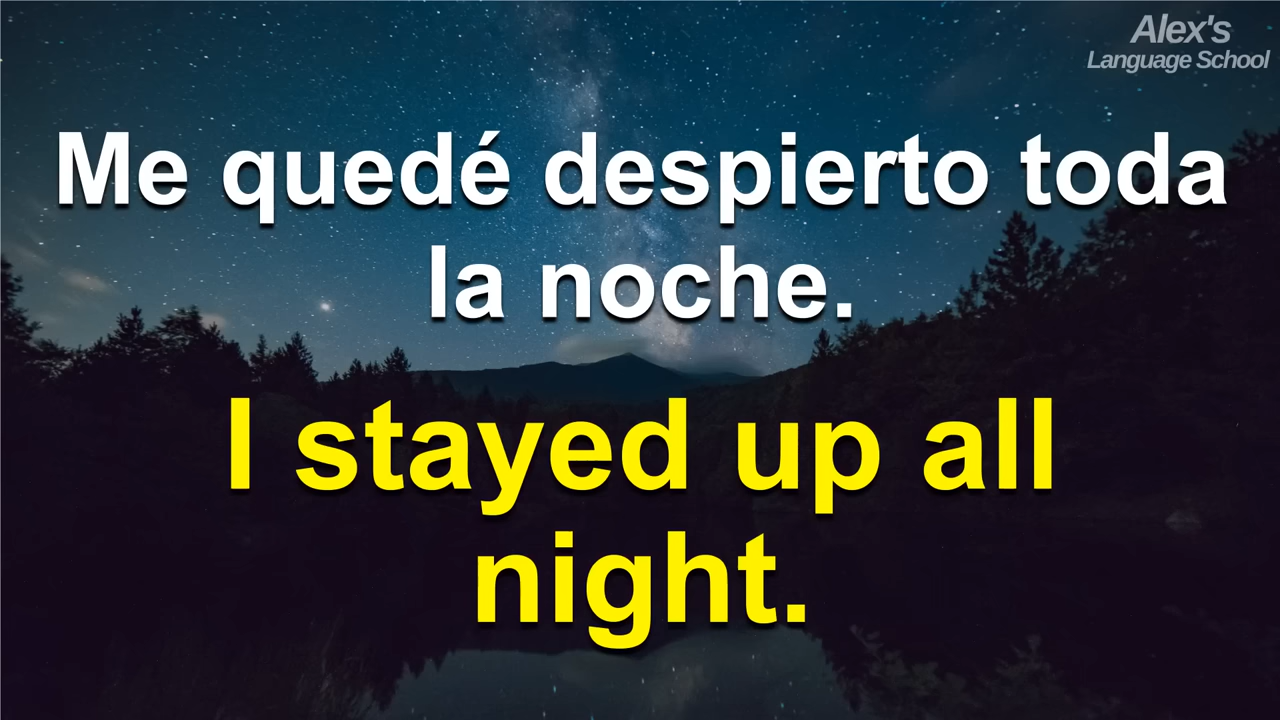 Alex's
Language School
Me quedé despierto toda
la noche.
I stayed up all
night.